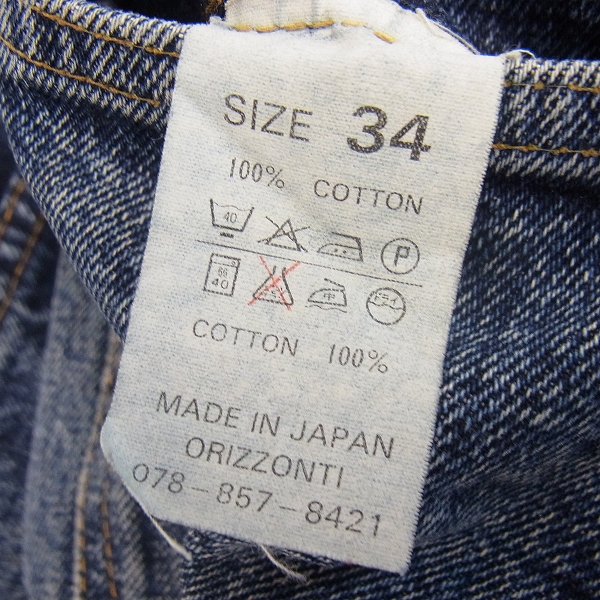 SIZE 34
100% COTTON
40 P
40
COTTON 100%
MADE IN JAPAN
ORIZZONTI
078-857-8421